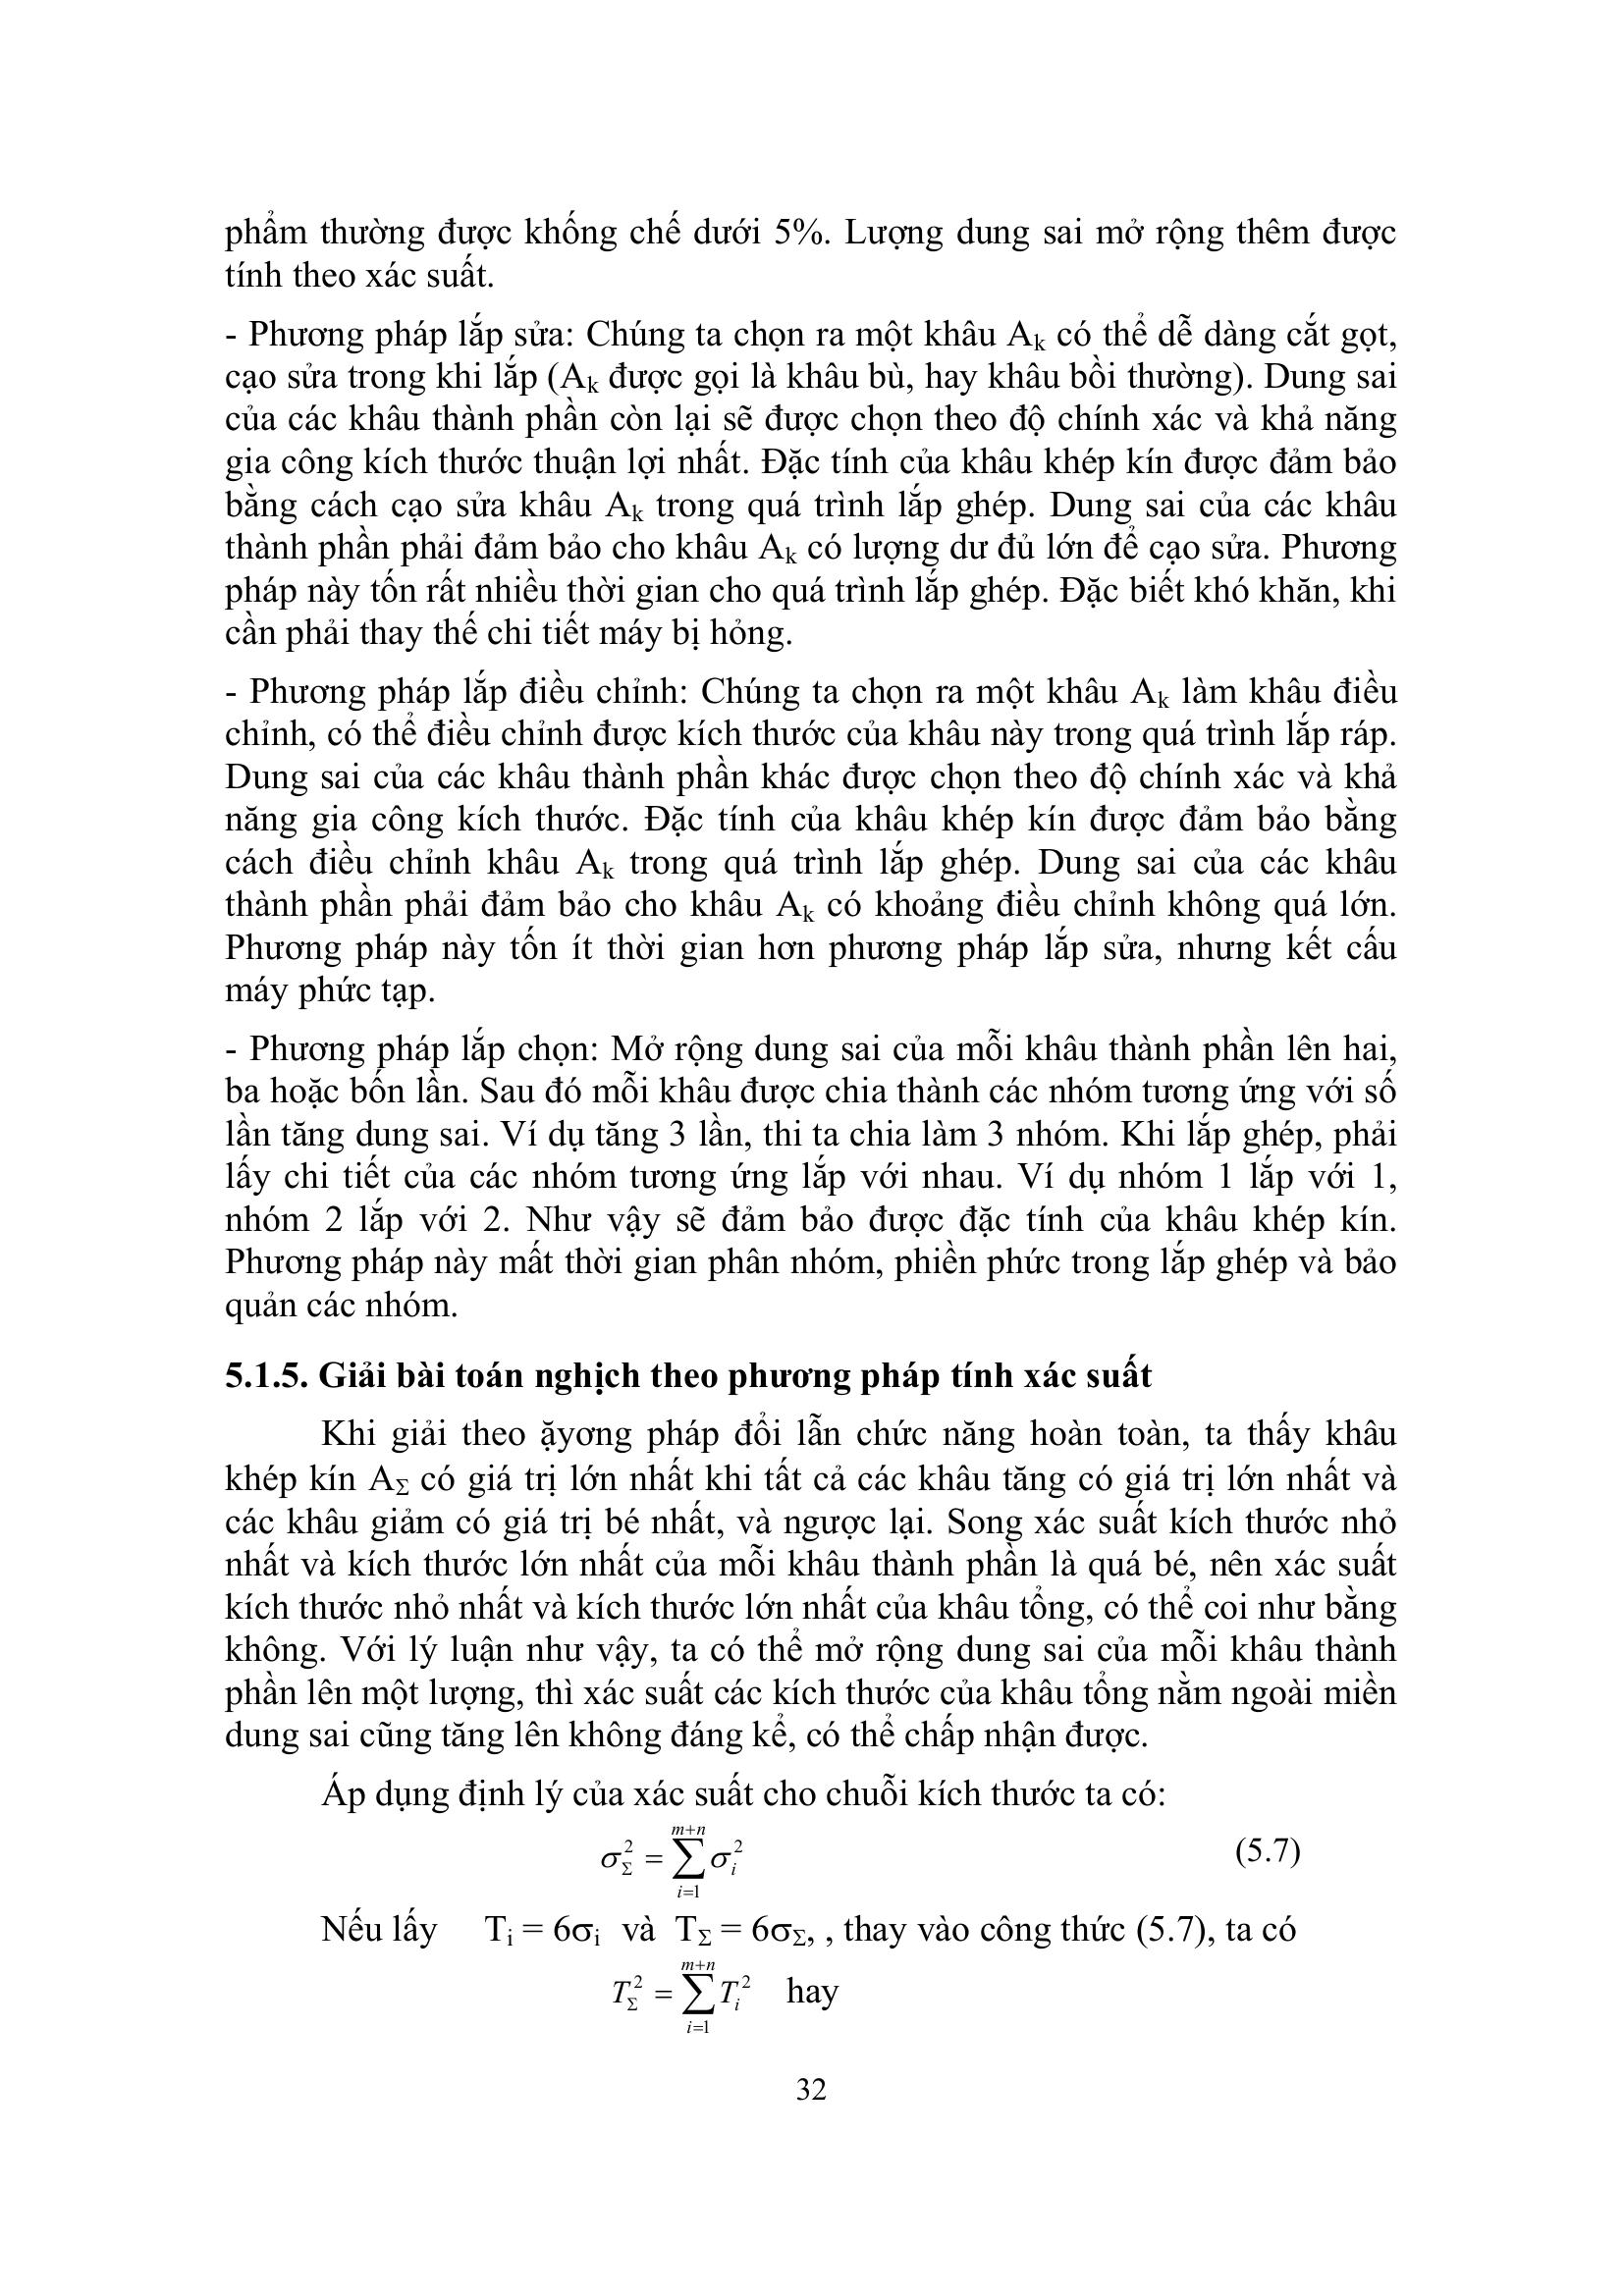 phẩm thường được khống chế dưới 5%. Lượng dung sai mở rộng thêm được
tính theo xác suất.
- Phương pháp lắp sửa: Chúng ta chọn ra một khâu Aₖ có thể dễ dàng cắt gọt,
cạo sửa trong khi lắp (Aₖ được gọi là khâu bù, hay khâu bồi thường). Dung sai
của các khâu thành phần còn lại sẽ được chọn theo độ chính xác và khả năng
gia công kích thước thuận lợi nhất. Đặc tính của khâu khép kín được đảm bảo
bằng cách cạo sửa khâu Aₖ trong quá trình lắp ghép. Dung sai của các khâu
thành phần phải đảm bảo cho khâu Aₖ có lượng dư đủ lớn để cạo sửa. Phương
pháp này tốn rất nhiều thời gian cho quá trình lắp ghép. Đặc biết khó khăn, khi
cần phải thay thế chi tiết máy bị hỏng.
- Phương pháp lắp điều chỉnh: Chúng ta chọn ra một khâu Aₖ làm khâu điều
chỉnh, có thể điều chỉnh được kích thước của khâu này trong quá trình lắp ráp.
Dung sai của các khâu thành phần khác được chọn theo độ chính xác và khả
năng gia công kích thước. Đặc tính của khâu khép kín được đảm bảo bằng
cách điều chỉnh khâu Aₖ trong quá trình lắp ghép. Dung sai của các khâu
thành phần phải đảm bảo cho khâu Aₖ có khoảng điều chỉnh không quá lớn.
Phương pháp này tốn ít thời gian hơn phương pháp lắp sửa, nhưng kết cấu
máy phức tạp.
- Phương pháp lắp chọn: Mở rộng dung sai của mỗi khâu thành phần lên hai,
ba hoặc bốn lần. Sau đó mỗi khâu được chia thành các nhóm tương ứng với số
lần tăng dung sai. Ví dụ tăng 3 lần, thi ta chia làm 3 nhóm. Khi lắp ghép, phải
lấy chi tiết của các nhóm tương ứng lắp với nhau. Ví dụ nhóm 1 lắp với 1,
nhóm 2 lắp với 2. Như vậy sẽ đảm bảo được đặc tính của khâu khép kín.
Phương pháp này mất thời gian phân nhóm, phiền phức trong lắp ghép và bảo
quản các nhóm.
5.1.5. Giải bài toán nghịch theo phương pháp tính xác suất
Khi giải theo ặyơng pháp đổi lẫn chức năng hoàn toàn, ta thấy khâu
khép kín A_Σ có giá trị lớn nhất khi tất cả các khâu tăng có giá trị lớn nhất và
các khâu giảm có giá trị bé nhất, và ngược lại. Song xác suất kích thước nhỏ
nhất và kích thước lớn nhất của mỗi khâu thành phần là quá bé, nên xác suất
kích thước nhỏ nhất và kích thước lớn nhất của khâu tổng, có thể coi như bằng
không. Với lý luận như vậy, ta có thể mở rộng dung sai của mỗi khâu thành
phần lên một lượng, thì xác suất các kích thước của khâu tổng nằm ngoài miền
dung sai cũng tăng lên không đáng kể, có thể chấp nhận được.
Áp dụng định lý của xác suất cho chuỗi kích thước ta có:
σ_Σ^2 = ∑_{i=1}^{m+n} σ_i^2 (5.7)
Nếu lấy T_i = 6σ_i và T_Σ = 6σ_Σ, , thay vào công thức (5.7), ta có
T_Σ^2 = ∑_{i=1}^{m+n} T_i^2 hay
32